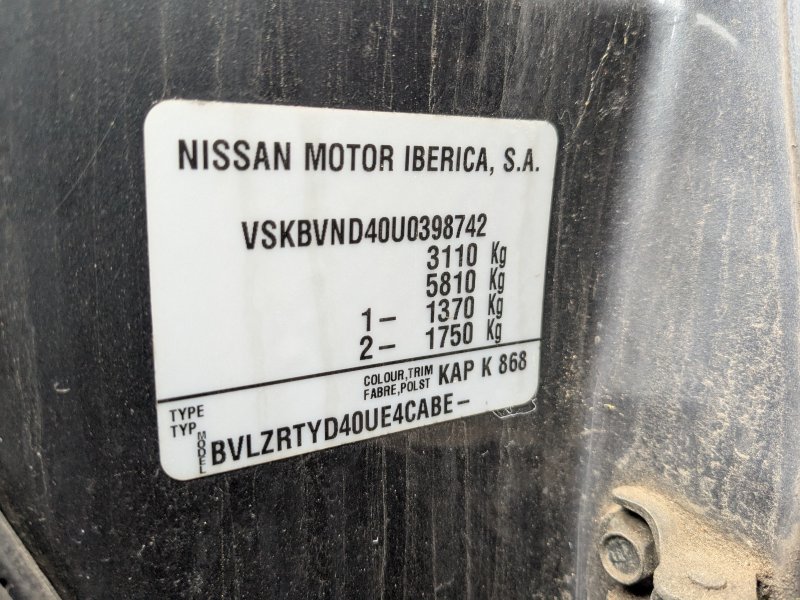 NISSAN MOTOR IBERICA, S.A.
VSKBVND40U0398742
3110 Kg
5810 Kg
1- 1370 Kg
2- 1750 Kg
COLOUR,TRIM KAP K 868
FABRE,POLST
TYPE
TYP
MODEL BVLZRTYD40UE4CABE-